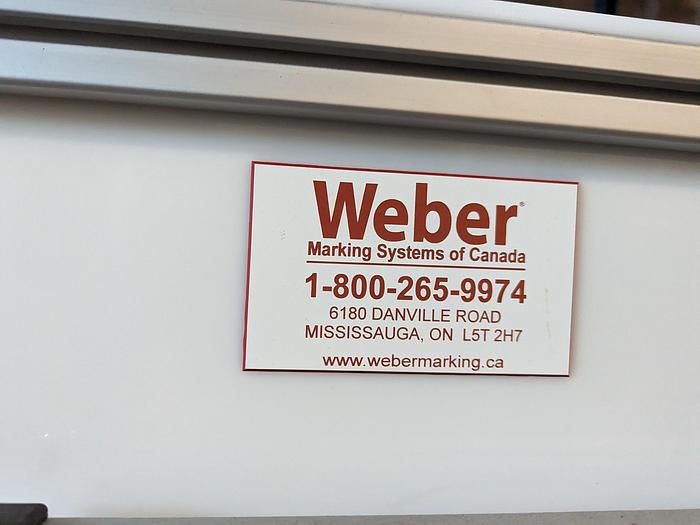 Weber®
Marking Systems of Canada
1-800-265-9974
6180 DANVILLE ROAD
MISSISSAUGA, ON L5T 2H7
www.webermarking.ca